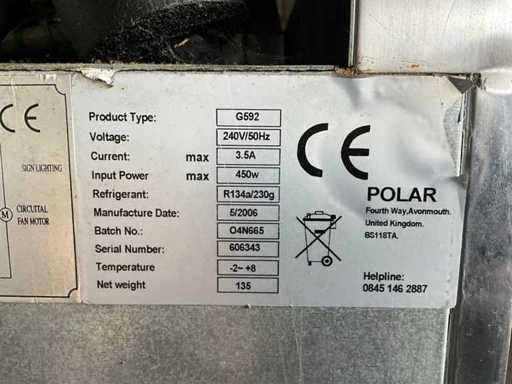 CE
SIGN LIGHTING
M
CIRCUITAL
FAN MOTOR
Product Type: G592
Voltage: 240V/50Hz
Current: max 3.5A
Input Power max 450w
Refrigerant: R134a/230g
Manufacture Date: 5/2006
Batch No.: O4N665
Serial Number: 606343
Temperature -2~ +8
Net weight 135
CE
POLAR
Fourth Way,Avonmouth.
United Kingdom.
BS118TA.
Helpline:
0845 146 2887